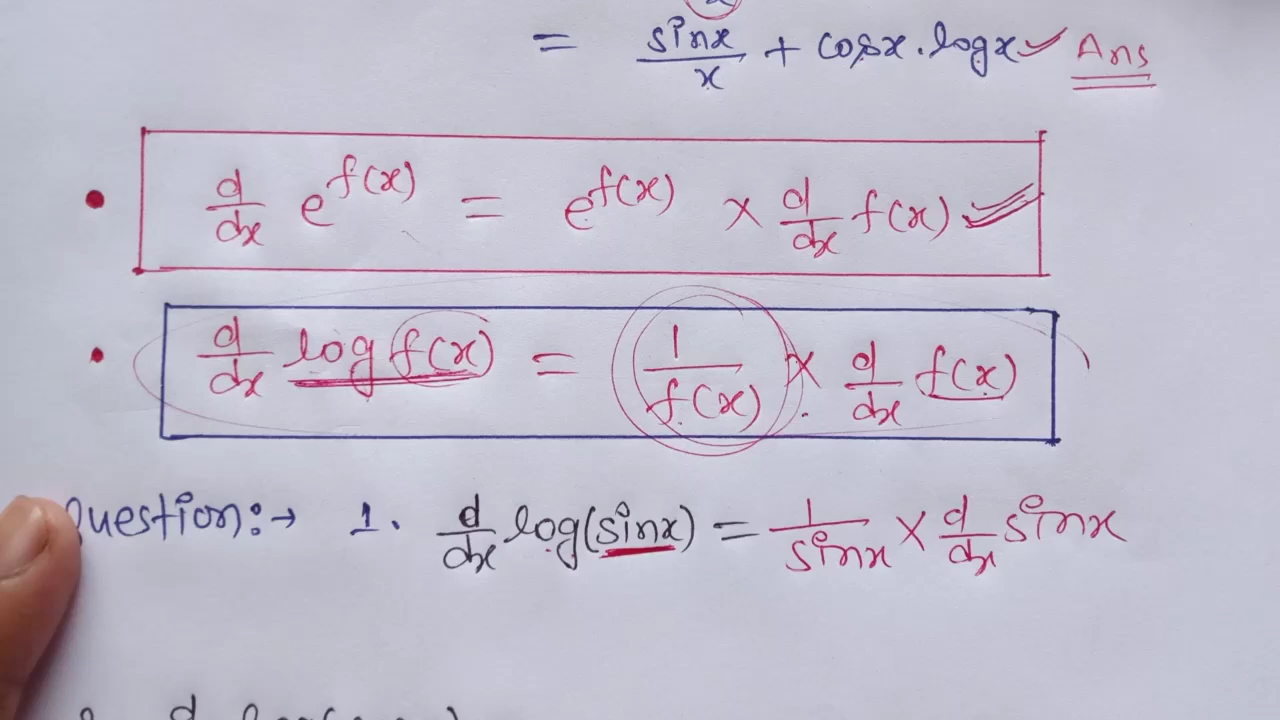 = sinx/x + cosx.logx ✓ Ans
• d/dx e^f(x) = e^f(x) × d/dx f(x) ✓
• d/dx log f(x) = 1/f(x) × d/dx f(x)
Question:→ 1. d/dx log(sinx) = 1/sinx × d/dx sinx